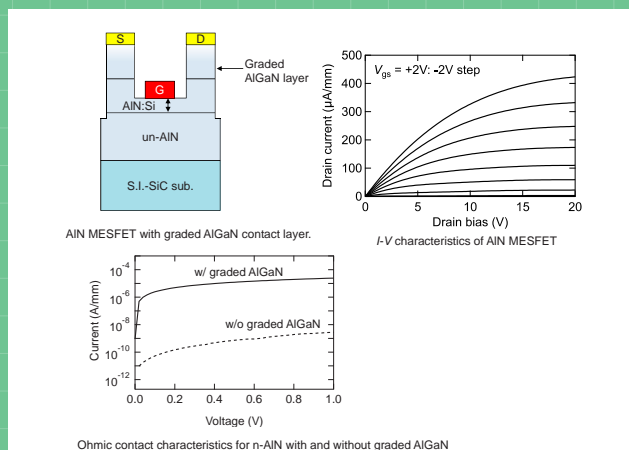 S
D
Graded
AlGaN layer
G
AlN:Si
un-AlN
S.I.-SiC sub.
AlN MESFET with graded AlGaN contact layer.
500
400
300
200
100
0
Drain current (µA/mm)
Vgs = +2V: -2V step
0
5
10
15
20
Drain bias (V)
I-V characteristics of AlN MESFET
10-4
10-6
10-8
10-10
10-12
Current (A/mm)
w/ graded AlGaN
w/o graded AlGaN
0.0
0.2
0.4
0.6
0.8
1.0
Voltage (V)
Ohmic contact characteristics for n-AlN with and without graded AlGaN